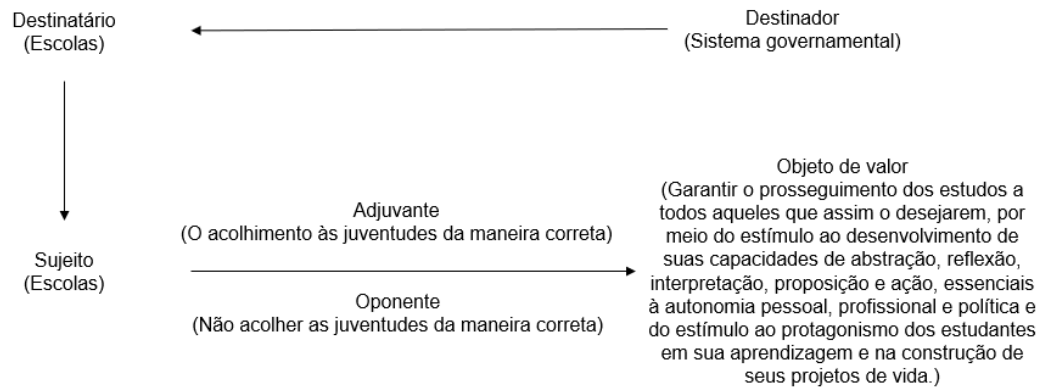 Destinatário
(Escolas)
Destinador
(Sistema governamental)
Adjuvante
(O acolhimento às juventudes da maneira correta)
Sujeito
(Escolas)
Oponente
(Não acolher as juventudes da maneira correta)
Objeto de valor
(Garantir o prosseguimento dos estudos a
todos aqueles que assim o desejarem, por
meio do estímulo ao desenvolvimento de
suas capacidades de abstração, reflexão,
interpretação, proposição e ação, essenciais
à autonomia pessoal, profissional e política e
do estímulo ao protagonismo dos estudantes
em sua aprendizagem e na construção de
seus projetos de vida.)